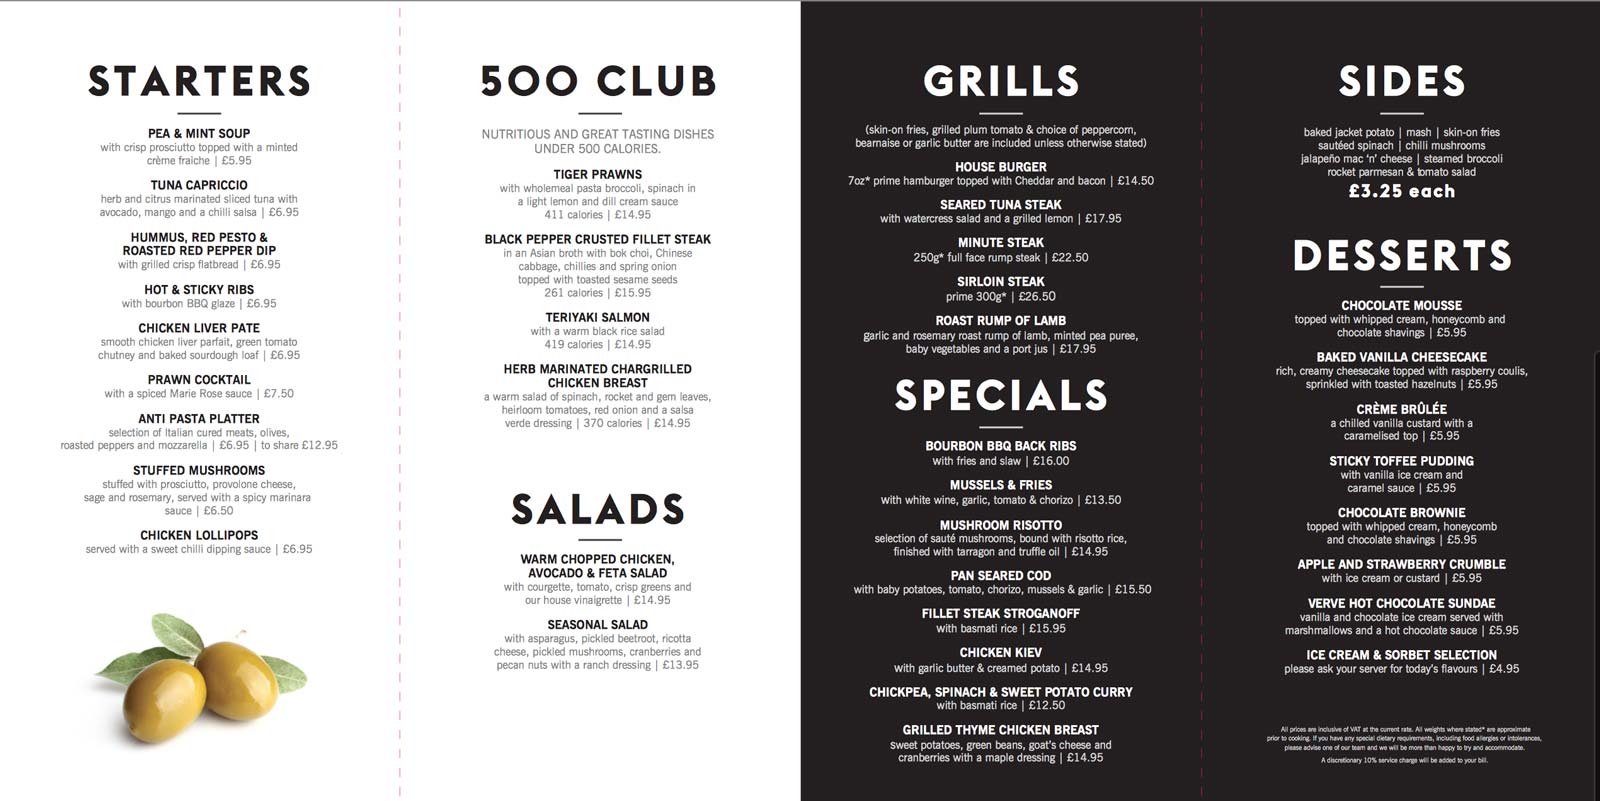 STARTERS
PEA & MINT SOUP
with crisp prosciutto topped with a minted
crème fraiche | £5.95
TUNA CAPRICCIO
herb and citrus marinated sliced tuna with
avocado, mango and a chilli salsa | £6.95
HUMMUS, RED PESTO &
ROASTED RED PEPPER DIP
with grilled crisp flatbread | £6.95
HOT & STICKY RIBS
with bourbon BBQ glaze | £6.95
CHICKEN LIVER PATE
smooth chicken liver parfait, green tomato
chutney and baked sourdough loaf | £6.95
PRAWN COCKTAIL
with a spiced Marie Rose sauce | £7.50
ANTI PASTA PLATTER
selection of Italian cured meats, olives,
roasted peppers and mozzarella | £6.95 | to share £12.95
STUFFED MUSHROOMS
stuffed with prosciutto, provolone cheese,
sage and rosemary, served with a spicy marinara
sauce | £6.50
CHICKEN LOLLIPOPS
served with a sweet chilli dipping sauce | £6.95
500 CLUB
NUTRITIOUS AND GREAT TASTING DISHES
UNDER 500 CALORIES.
TIGER PRAWNS
with wholemeal pasta broccoli, spinach in
a light lemon and dill cream sauce
411 calories | £14.95
BLACK PEPPER CRUSTED FILLET STEAK
in an Asian broth with bok choi, Chinese
cabbage, chillies and spring onion
topped with toasted sesame seeds
261 calories | £15.95
TERIYAKI SALMON
with a warm black rice salad
419 calories | £14.95
HERB MARINATED CHARGRILLED
CHICKEN BREAST
a warm salad of spinach, rocket and gem leaves,
heirloom tomatoes, red onion and a salsa
verde dressing | 370 calories | £14.95
SALADS
WARM CHOPPED CHICKEN,
AVOCADO & FETA SALAD
with courgette, tomato, crisp greens and
our house vinaigrette | £14.95
SEASONAL SALAD
with asparagus, pickled beetroot, ricotta
cheese, pickled mushrooms, cranberries and
pecan nuts with a ranch dressing | £13.95
GRILLS
(skin-on fries, grilled plum tomato & choice of peppercorn,
bearnaise or garlic butter are included unless otherwise stated)
HOUSE BURGER
7oz* prime hamburger topped with Cheddar and bacon | £14.50
SEARED TUNA STEAK
with watercress salad and a grilled lemon | £17.95
MINUTE STEAK
250g* full face rump steak | £22.50
SIRLOIN STEAK
prime 300g* | £26.50
ROAST RUMP OF LAMB
garlic and rosemary roast rump of lamb, minted pea puree,
baby vegetables and a port jus | £17.95
SPECIALS
BOURBON BBQ BACK RIBS
with fries and slaw | £16.00
MUSSELS & FRIES
with white wine, garlic, tomato & chorizo | £13.50
MUSHROOM RISOTTO
selection of sauté mushrooms, bound with risotto rice,
finished with tarragon and truffle oil | £14.95
PAN SEARED COD
with baby potatoes, tomato, chorizo, mussels & garlic | £15.50
FILLET STEAK STROGANOFF
with basmati rice | £15.95
CHICKEN KIEV
with garlic butter & creamed potato | £14.95
CHICKPEA, SPINACH & SWEET POTATO CURRY
with basmati rice | £12.50
GRILLED THYME CHICKEN BREAST
sweet potatoes, green beans, goat's cheese and
cranberries with a maple dressing | £14.95
SIDES
baked jacket potato | mash | skin-on fries
sautéed spinach | chilli mushrooms
jalapeño mac 'n' cheese | steamed broccoli
rocket parmesan & tomato salad
£3.25 each
DESSERTS
CHOCOLATE MOUSSE
topped with whipped cream, honeycomb and
chocolate shavings | £5.95
BAKED VANILLA CHEESECAKE
rich, creamy cheesecake topped with raspberry coulis,
sprinkled with toasted hazelnuts | £5.95
CRÈME BRÛLÉE
a chilled vanilla custard with a
caramelised top | £5.95
STICKY TOFFEE PUDDING
with vanilla ice cream and
caramel sauce | £5.95
CHOCOLATE BROWNIE
topped with whipped cream, honeycomb
and chocolate shavings | £5.95
APPLE AND STRAWBERRY CRUMBLE
with ice cream or custard | £5.95
VERVE HOT CHOCOLATE SUNDAE
vanilla and chocolate ice cream served with
marshmallows and a hot chocolate sauce | £5.95
ICE CREAM & SORBET SELECTION
please ask your server for today's flavours | £4.95
All prices are inclusive of VAT at the current rate. All weights where stated* are approximate
prior to cooking. If you have any special dietary requirements, including food allergies or intolerances,
please advise one of our team and we will be more than happy to try and accommodate.
A discretionary 10% service charge will be added to your bill.